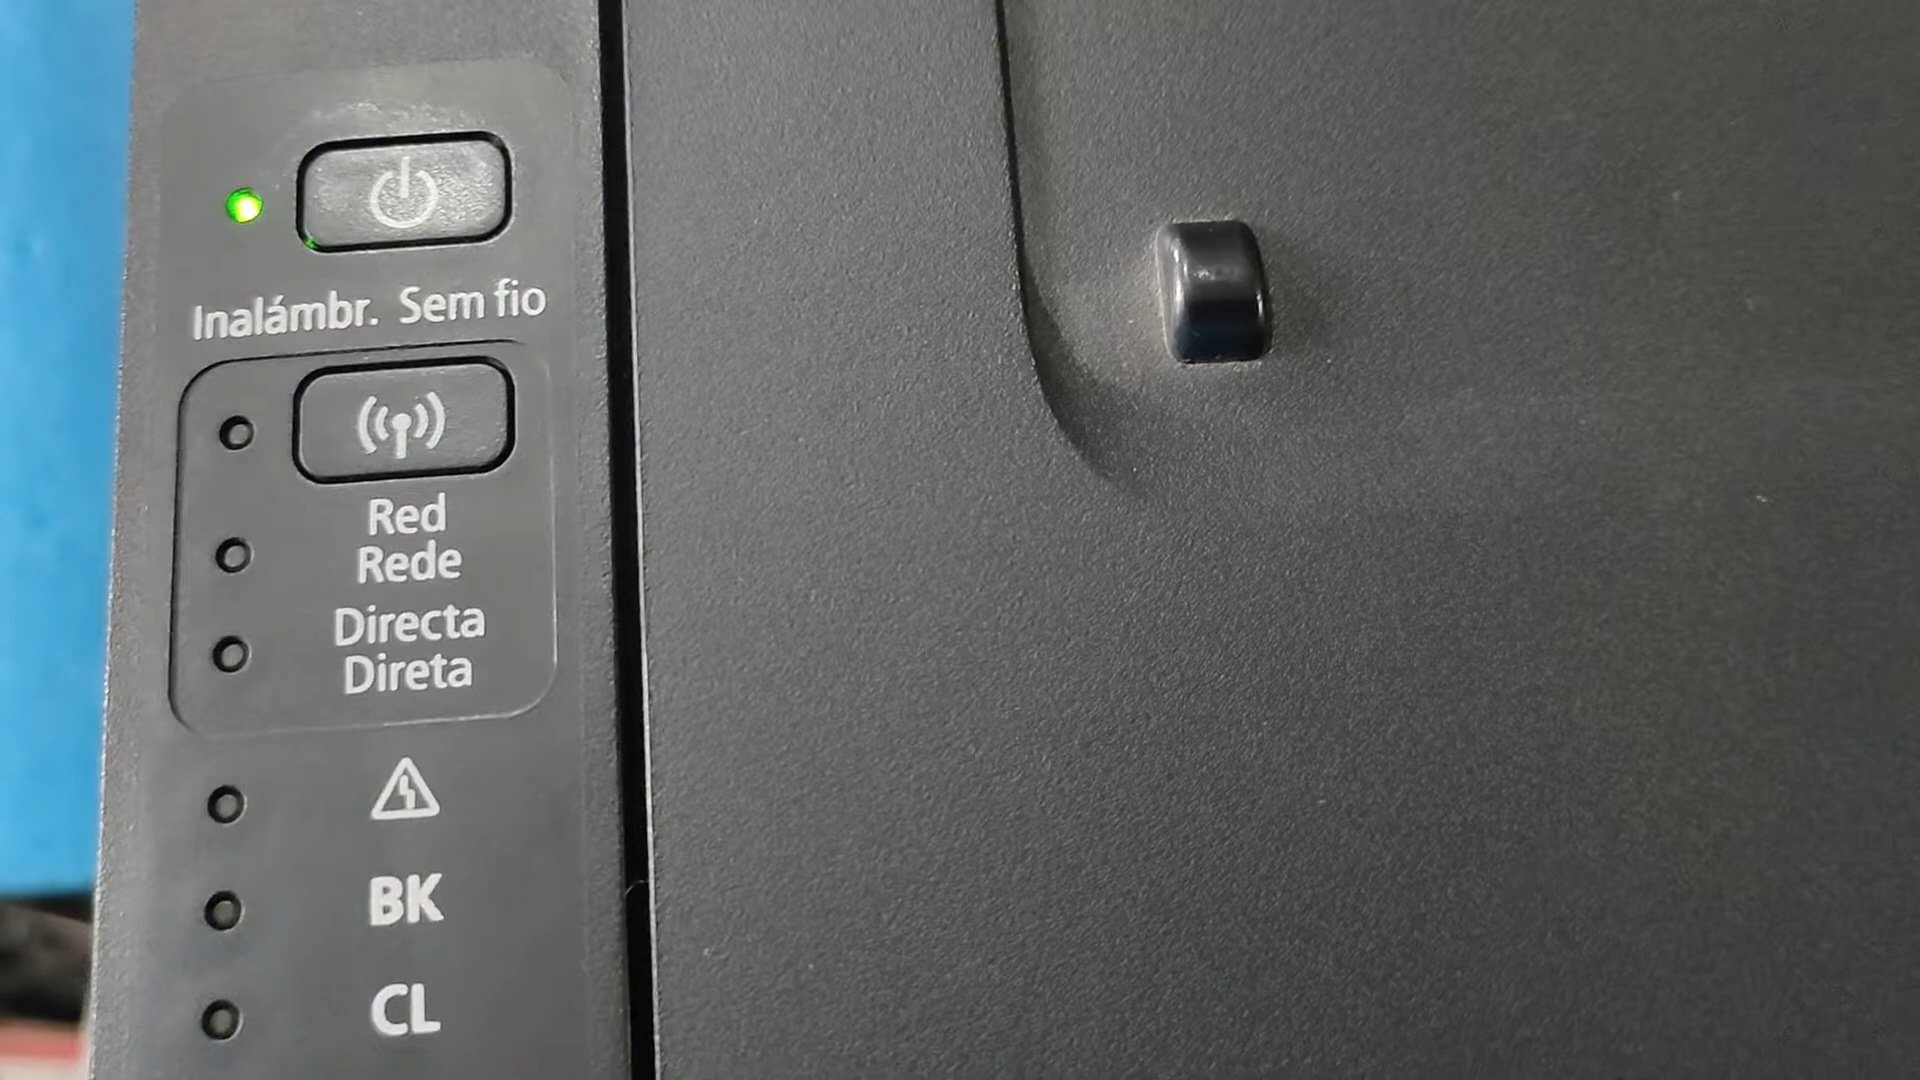 Inalámbr. Sem fio
Red
Rede
Directa
Direta
BK
CL